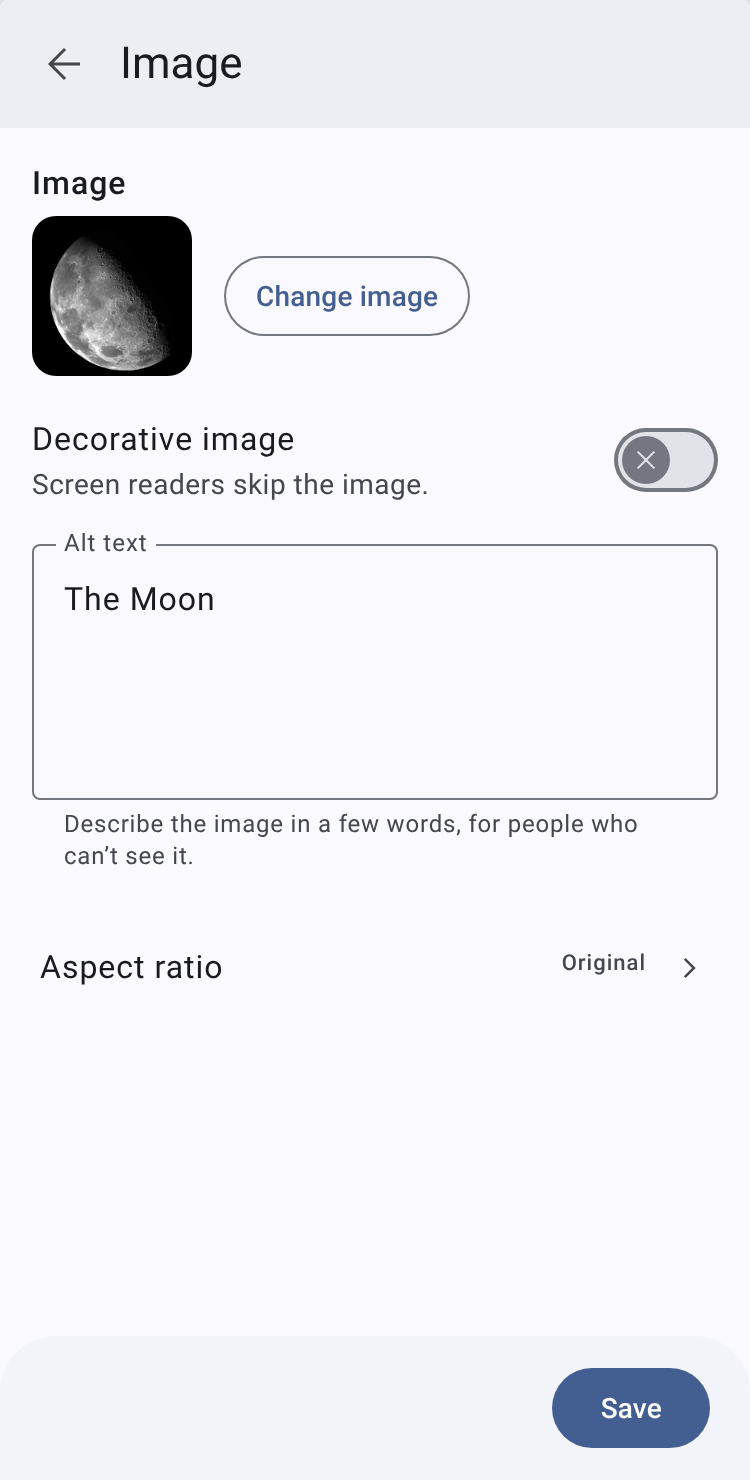 Image
Image
Change image
Decorative image
Screen readers skip the image.
Alt text
The Moon
Describe the image in a few words, for people who
can’t see it.
Aspect ratio
Original
Save